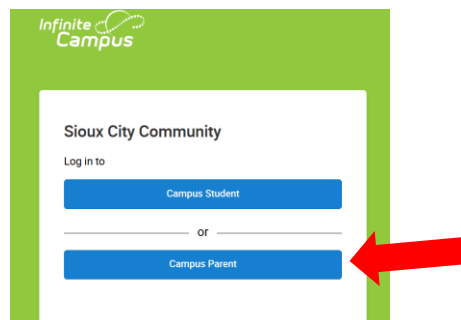 Infinite
Campus
Sioux City Community
Log in to
Campus Student
or
Campus Parent